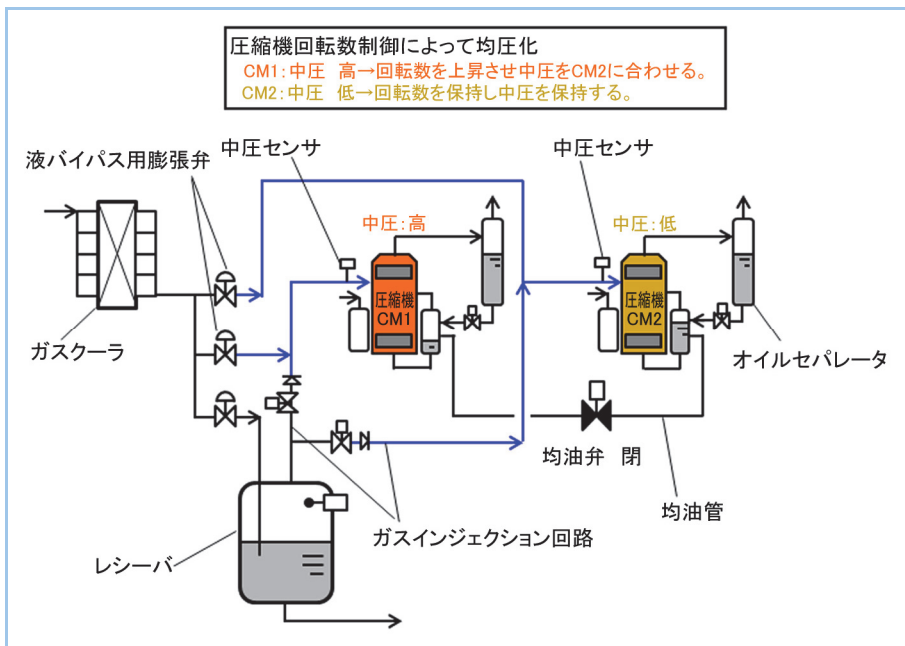 圧縮機回転数制御によって均圧化
CM1:中圧 高→回転数を上昇させ中圧をCM2に合わせる。
CM2:中圧 低→回転数を保持し中圧を保持する。
中圧センサ
中圧センサ
液バイパス用膨張弁
中圧:高
中圧:低
圧縮機
CM1
圧縮機
CM2
ガスクーラ
オイルセパレータ
均油弁 閉
均油管
ガスインジェクション回路
レシーバ